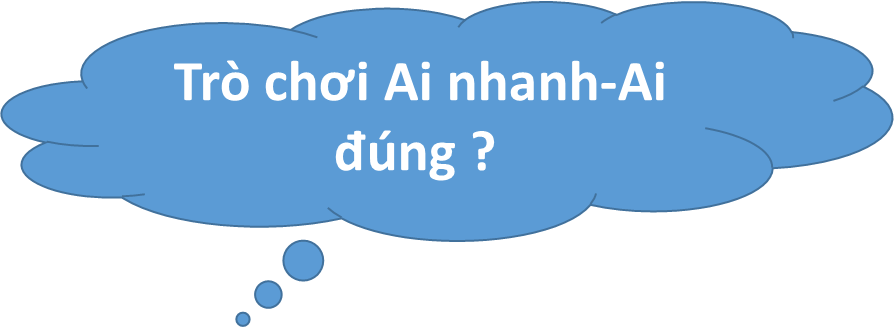 Trò chơi Ai nhanh-Ai
đúng ?